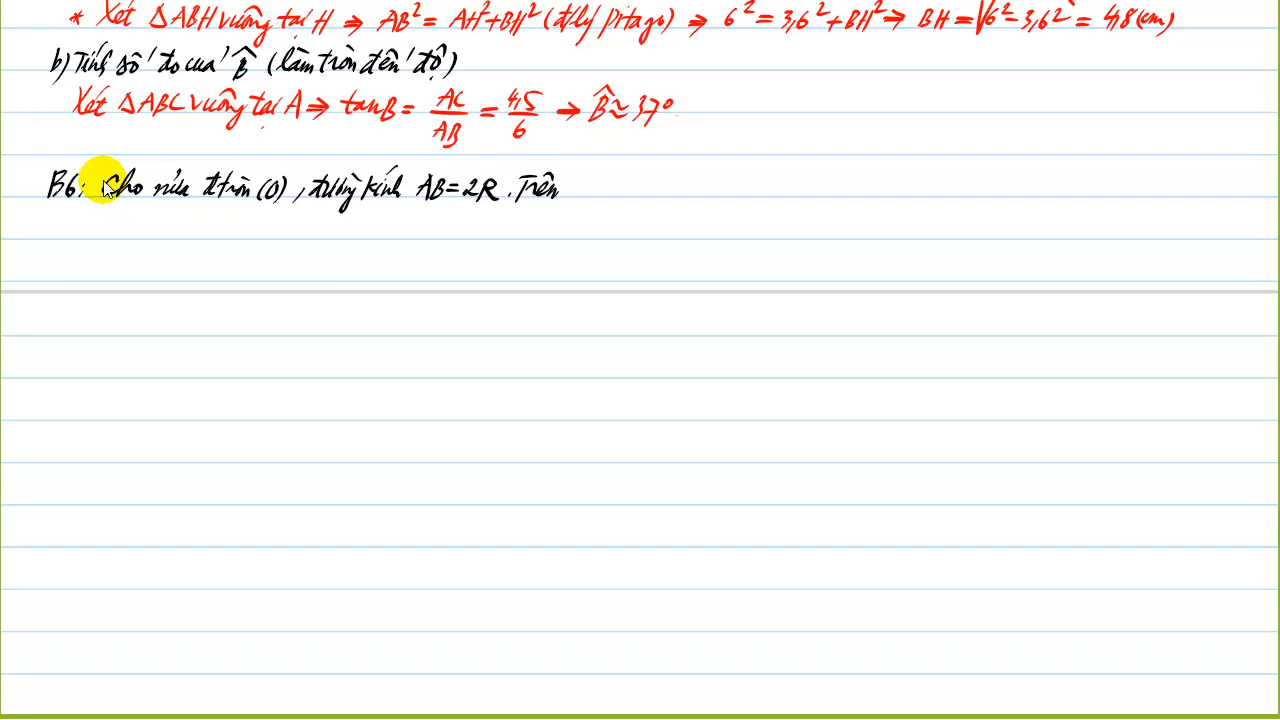 * Xét ΔABH vuông tại H ⇒ AB² = AH² + BH² (đ/lý pitago) ⇒ 6² = 3,6² + BH² ⇒ BH = √6² - 3,6² = 4,8 (cm)
b) Tính số đo của B̂ (làm tròn đến độ)
Xét ΔABC vuông tại A ⇒ tanB = AC/AB = 4,5/6 → B̂ ≈ 37°
B6: Cho nửa đtròn (O), đường kính AB = 2R. Trên